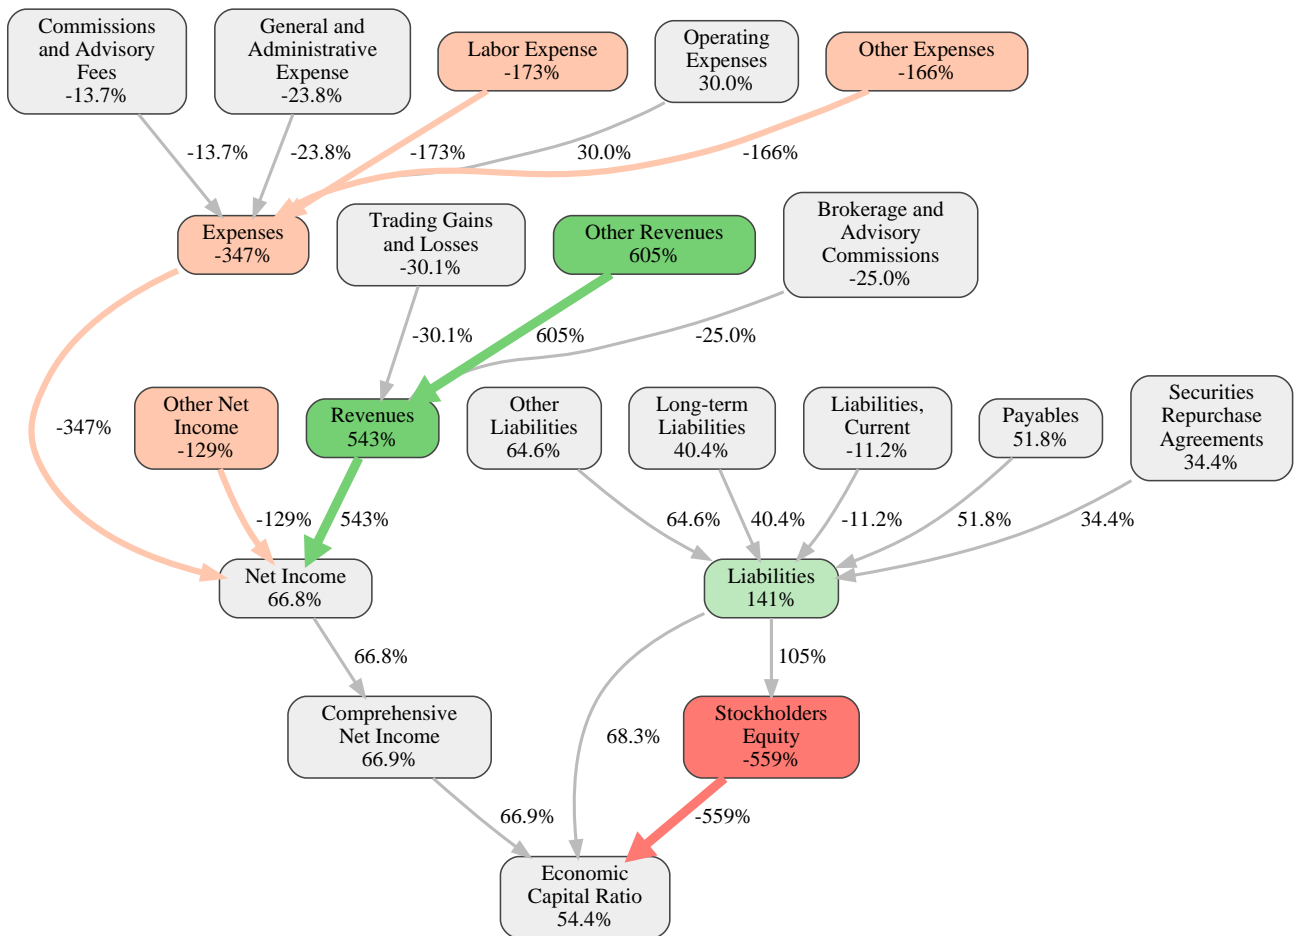 Commissions
and Advisory
Fees
-13.7%
General and
Administrative
Expense
-23.8%
Labor Expense
-173%
Operating
Expenses
30.0%
Other Expenses
-166%
-13.7%
-23.8%
-173%
30.0%
-166%
Expenses
-347%
Trading Gains
and Losses
-30.1%
Other Revenues
605%
Brokerage and
Advisory
Commissions
-25.0%
-30.1%
605%
-25.0%
-347%
Other Net
Income
-129%
Revenues
543%
Other
Liabilities
64.6%
Long-term
Liabilities
40.4%
Liabilities,
Current
-11.2%
Payables
51.8%
Securities
Repurchase
Agreements
34.4%
-129%
543%
64.6%
40.4%
-11.2%
51.8%
34.4%
Net Income
66.8%
Liabilities
141%
66.8%
105%
Comprehensive
Net Income
66.9%
68.3%
Stockholders
Equity
-559%
66.9%
-559%
Economic
Capital Ratio
54.4%